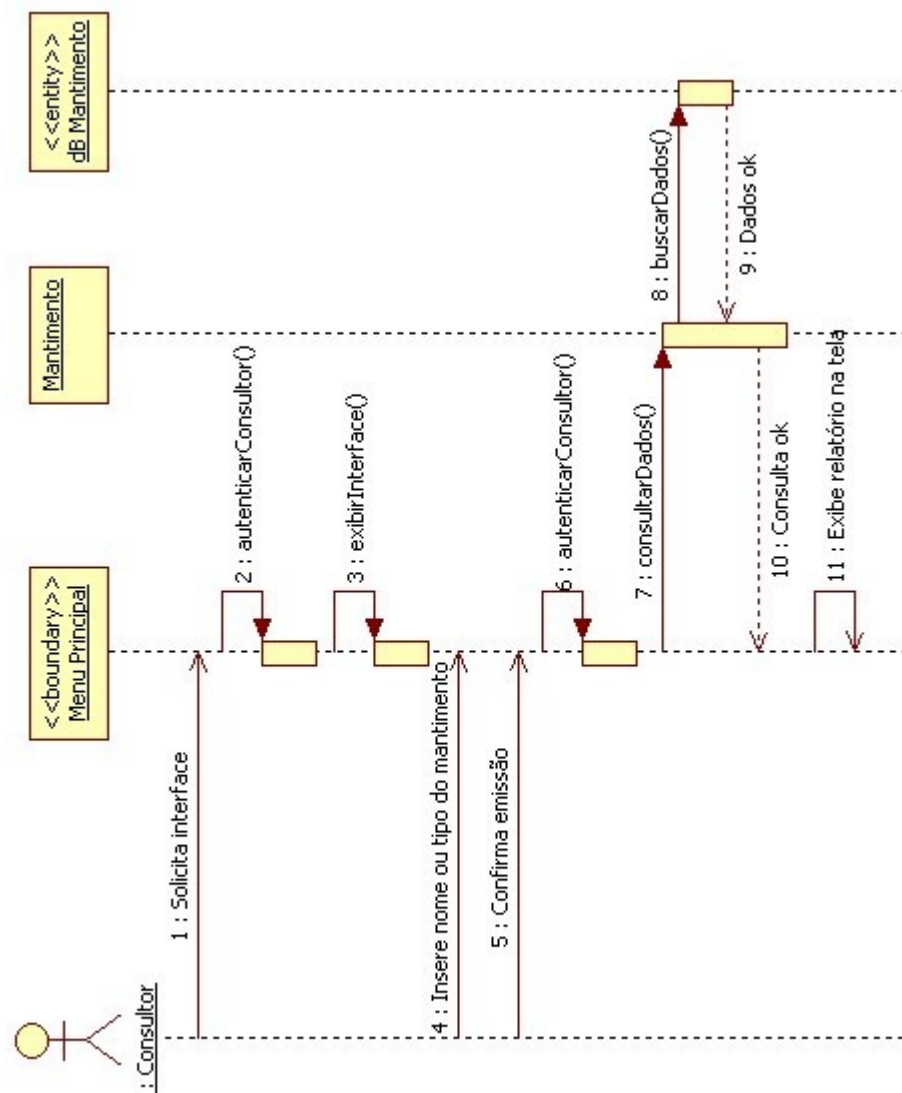 : Consultor
<<boundary>>
Menu Principal
Mantimento
<<entity>>
dB Mantimento
1 : Solicita interface
2 : autenticarConsultor()
3 : exibirInterface()
4 : Insere nome ou tipo do mantimento
5 : Confirma emissão
6 : autenticarConsultor()
7 : consultarDados()
8 : buscarDados()
9 : Dados ok
10 : Consulta ok
11 : Exibe relatório na tela